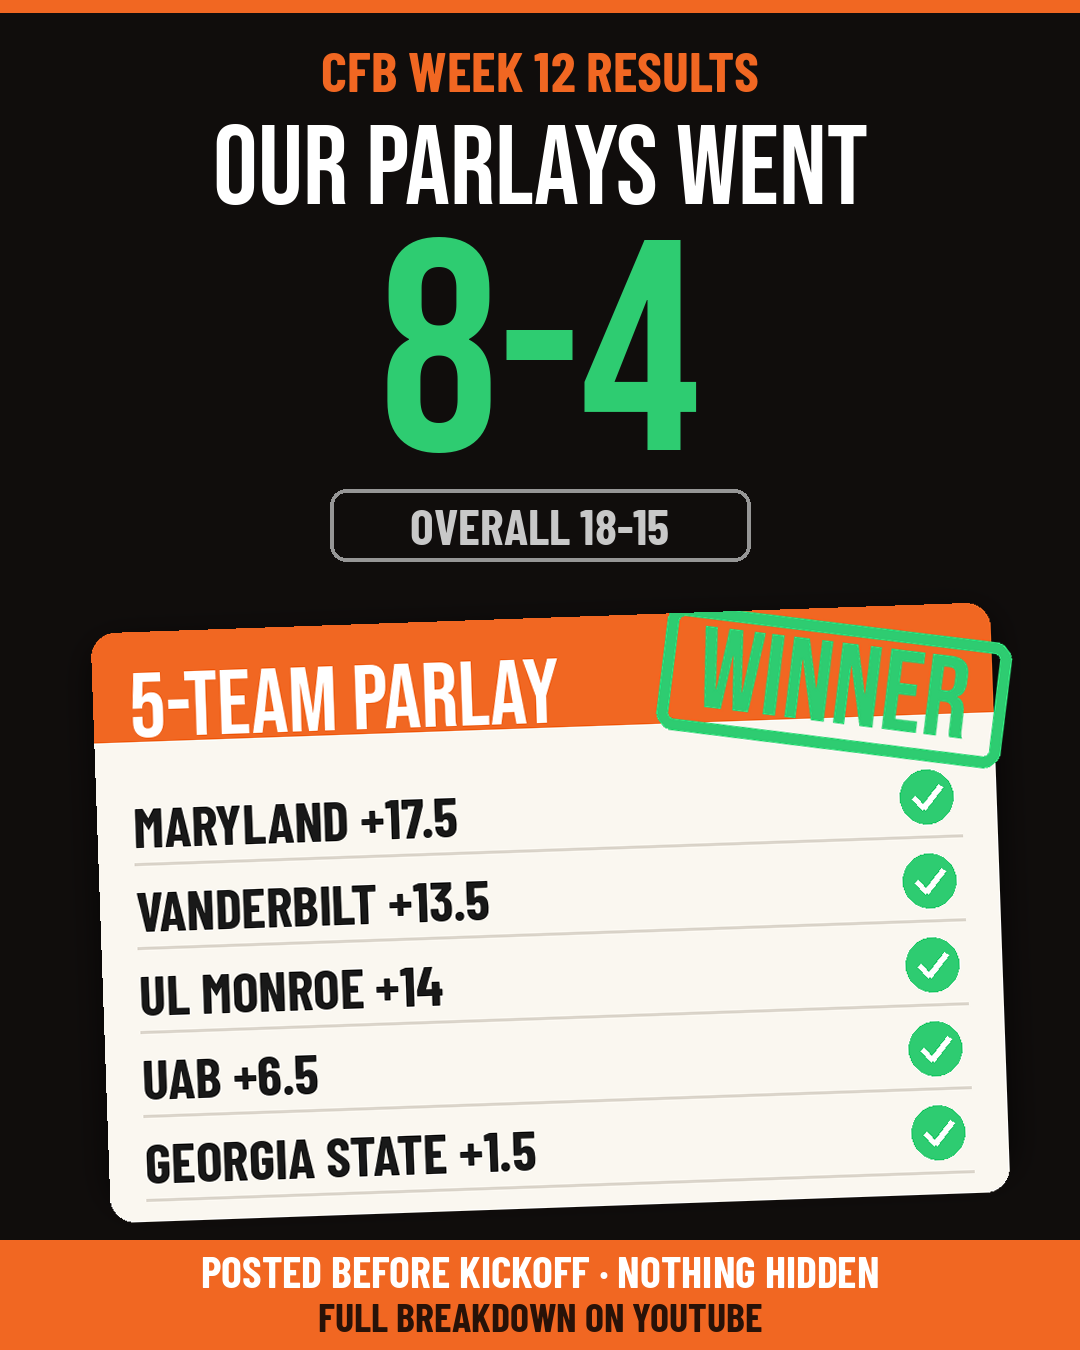 CFB WEEK 12 RESULTS
OUR PARLAYS WENT
8-4
OVERALL 18-15
5-TEAM PARLAY
WINNER
MARYLAND +17.5
VANDERBILT +13.5
UL MONROE +14
UAB +6.5
GEORGIA STATE +1.5
POSTED BEFORE KICKOFF · NOTHING HIDDEN
FULL BREAKDOWN ON YOUTUBE